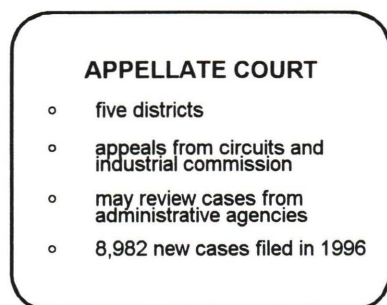 APPELLATE COURT
○ five districts
○ appeals from circuits and
industrial commission
○ may review cases from
administrative agencies
○ 8,982 new cases filed in 1996